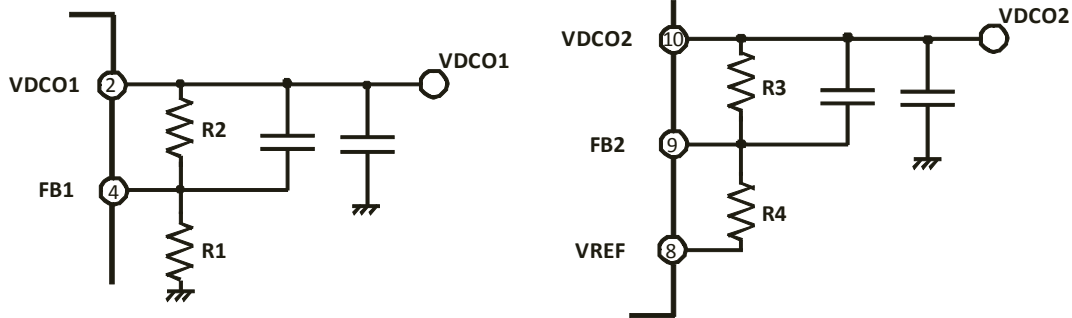 VDCO1
2
VDCO1
R2
FB1
4
R1
VDCO2
10
VDCO2
R3
FB2
9
R4
VREF
8